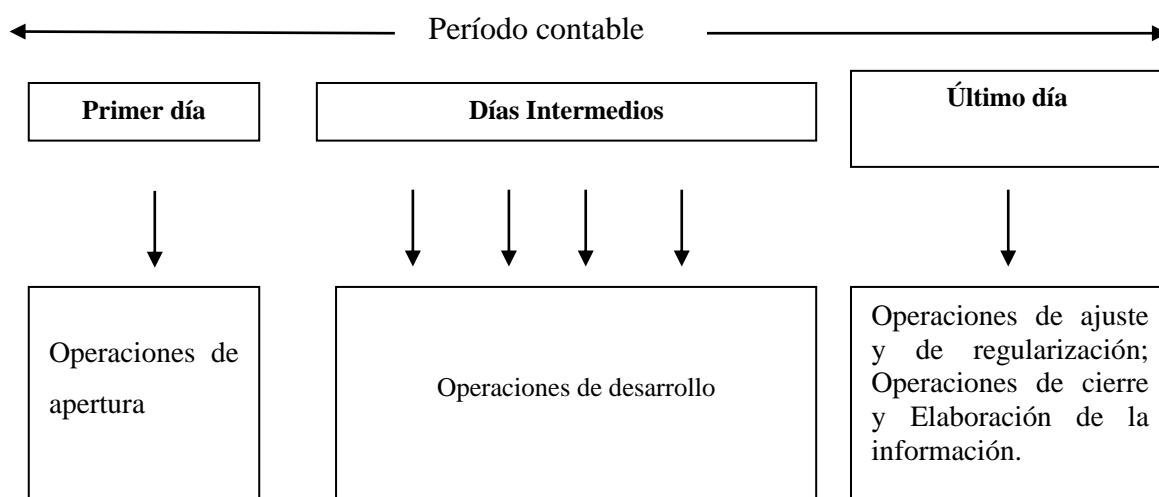 Período contable
Primer día
Días Intermedios
Último día
Operaciones de
apertura
Operaciones de desarrollo
Operaciones de ajuste
y de regularización;
Operaciones de cierre
y Elaboración de la
información.